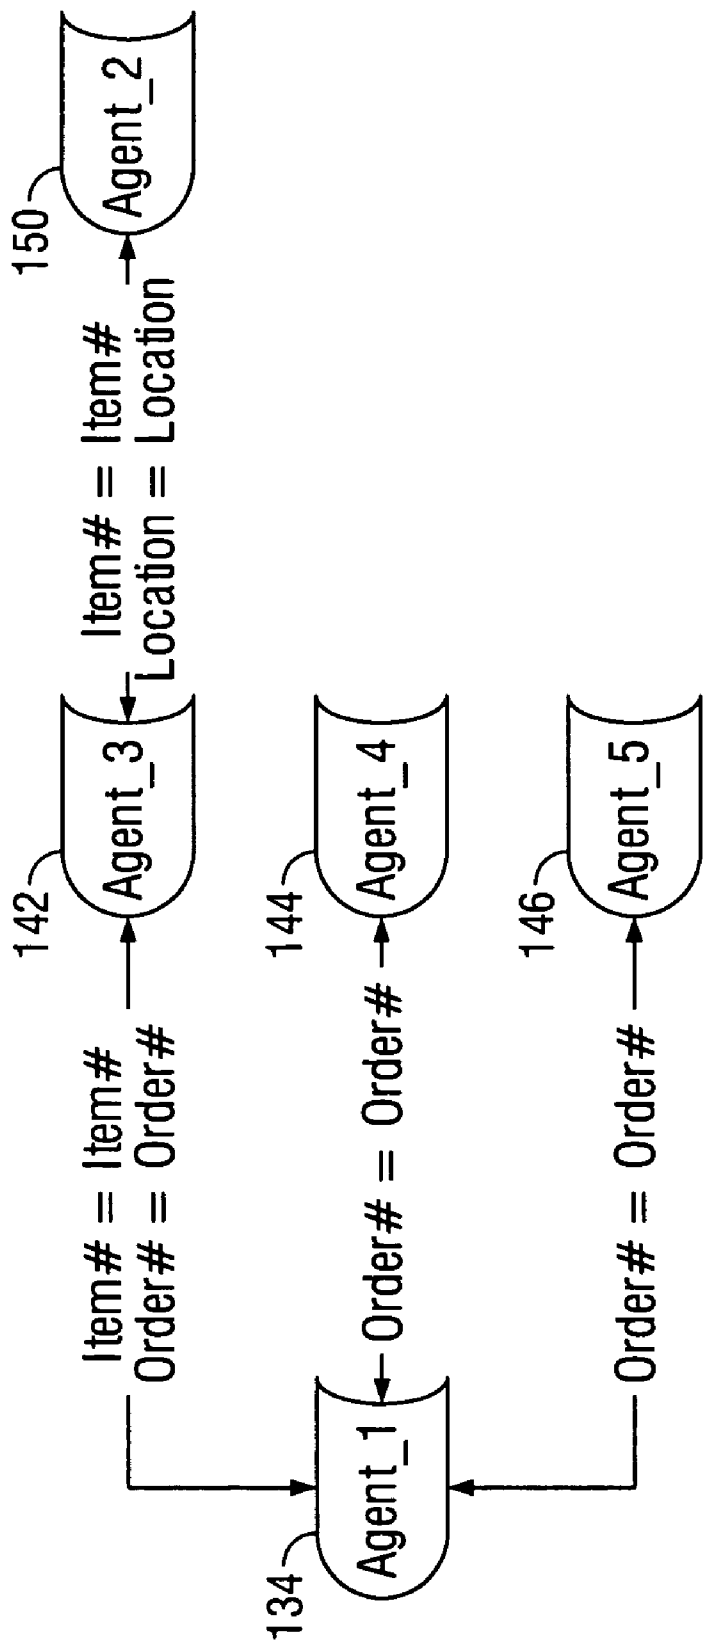 142
Agent_3
150
Agent_2
Item# = Item#
Order# = Order#
Item# = Item#
Location = Location
134
Agent_1
Order# = Order#
144
Agent_4
Order# = Order#
146
Agent_5